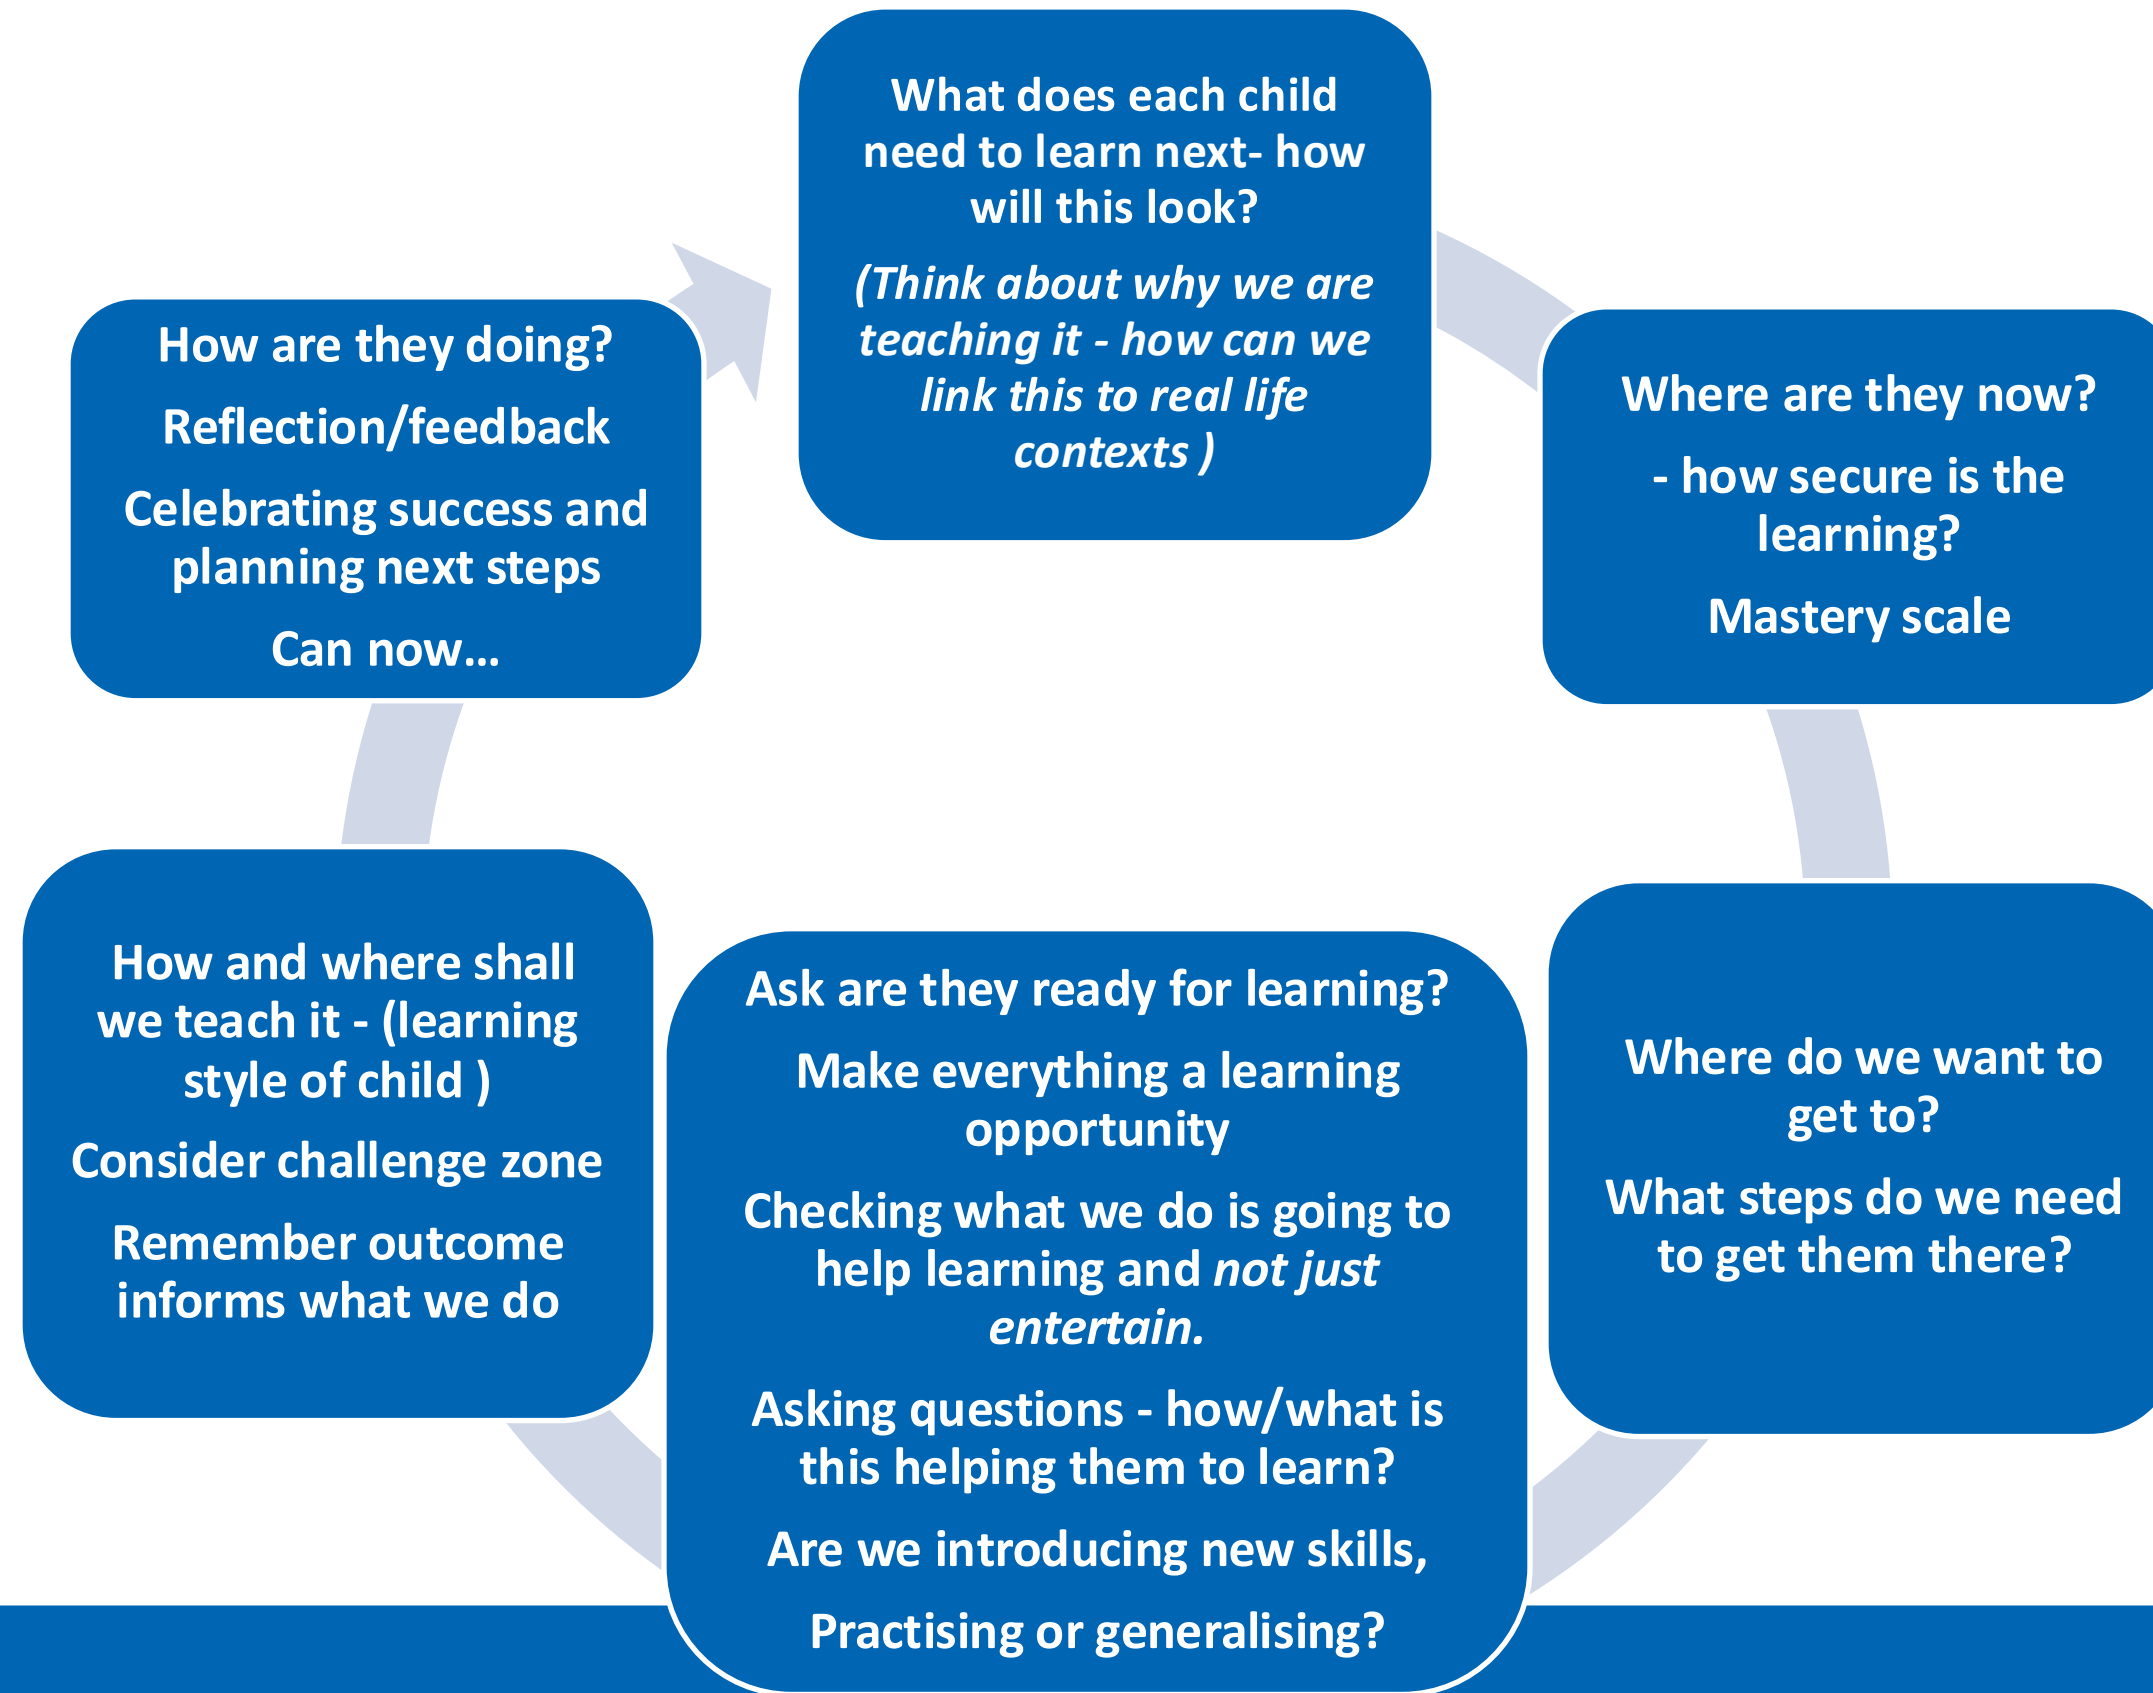 What does each child
need to learn next- how
will this look?
(Think about why we are
teaching it - how can we
link this to real life
contexts )
Where are they now?
- how secure is the
learning?
Mastery scale
Where do we want to
get to?
What steps do we need
to get them there?
Ask are they ready for learning?
Make everything a learning
opportunity
Checking what we do is going to
help learning and not just
entertain.
Asking questions - how/what is
this helping them to learn?
Are we introducing new skills,
Practising or generalising?
How and where shall
we teach it - (learning
style of child )
Consider challenge zone
Remember outcome
informs what we do
How are they doing?
Reflection/feedback
Celebrating success and
planning next steps
Can now...